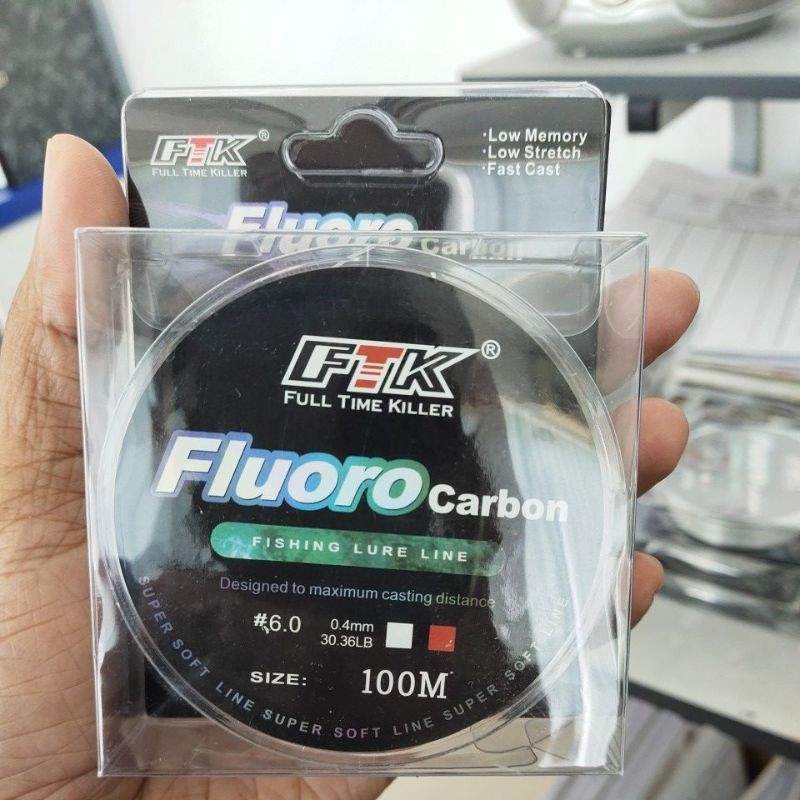 FTK®
FULL TIME KILLER
·Low Memory
·Low Stretch
·Fast Cast
Fluoro Carbon
FTK®
FULL TIME KILLER
Fluoro Carbon
FISHING LURE LINE
Designed to maximum casting distance
#6.0
0.4mm
30.36LB
SIZE: 100M
SUPER SOFT LINE SUPER SOFT LINE SUPER SOFT LINE